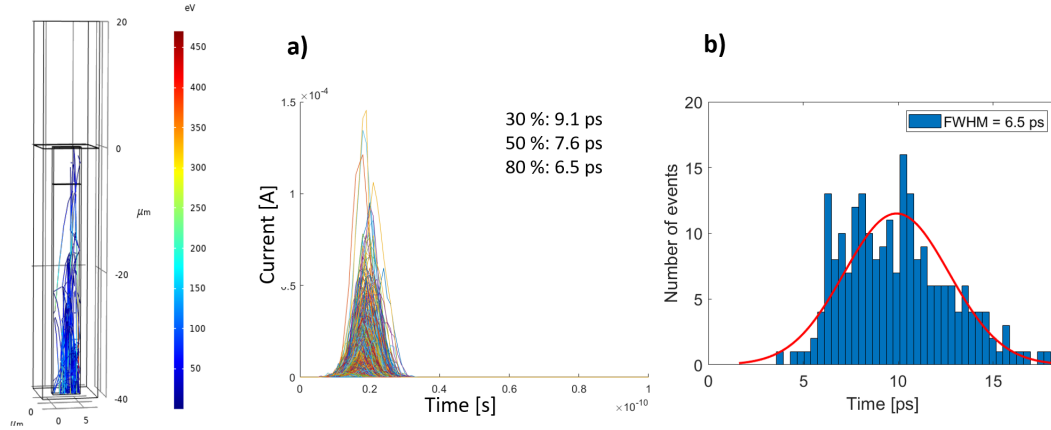 eV
20
450
400
350
0
300
μm
250
200
-20
150
100
50
-40
0
μm
0
5
a)
×10⁻⁴
1.5
1
.5
0
Current [A]
30 %: 9.1 ps
50 %: 7.6 ps
80 %: 6.5 ps
0
0.2
0.4
0.6
0.8
1
×10⁻¹⁰
Time [s]
b)
20
15
10
5
0
Number of events
FWHM = 6.5 ps
0
5
10
15
Time [ps]